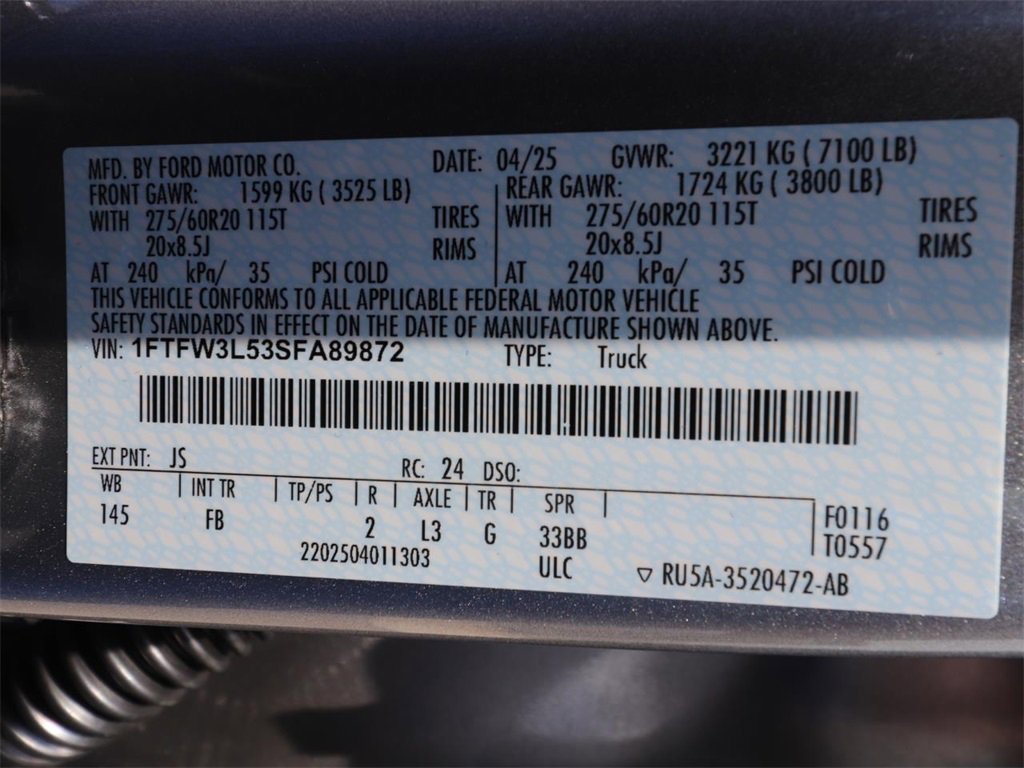 MFD. BY FORD MOTOR CO. DATE: 04/25 GVWR: 3221 KG ( 7100 LB)
FRONT GAWR: 1599 KG ( 3525 LB) REAR GAWR: 1724 KG ( 3800 LB)
WITH 275/60R20 115T TIRES WITH 275/60R20 115T TIRES
20x8.5J RIMS 20x8.5J RIMS
AT 240 kPa/ 35 PSI COLD AT 240 kPa/ 35 PSI COLD
THIS VEHICLE CONFORMS TO ALL APPLICABLE FEDERAL MOTOR VEHICLE
SAFETY STANDARDS IN EFFECT ON THE DATE OF MANUFACTURE SHOWN ABOVE.
VIN: 1FTFW3L53SFA89872 TYPE: Truck
EXT PNT: JS RC: 24 DSO:
WB INT TR TP/PS R AXLE TR SPR
145 FB 2 L3 G 33BB
F0116
T0557
2202504011303 ULC RU5A-3520472-AB